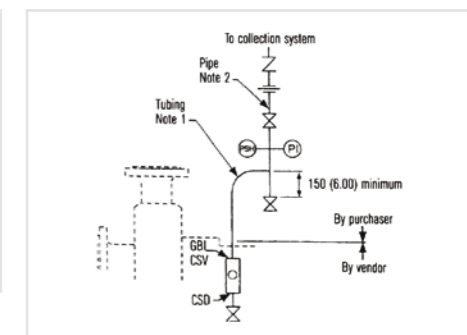 To collection system
Pipe
Note 2
Tubing
Note 1
PSH
PI
150 (6.00) minimum
By purchaser
GBI
CSV
By vendor
CSD